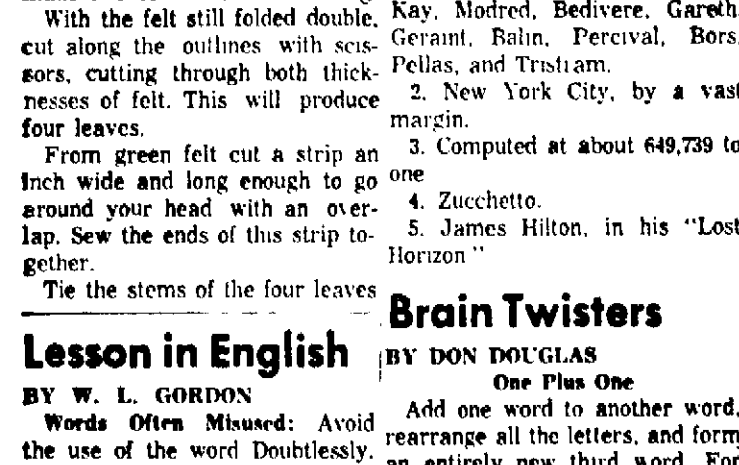 With the felt still folded double,
cut along the outlines with scis-
sors, cutting through both thick-
nesses of felt. This will produce
four leaves.
From green felt cut a strip an
inch wide and long enough to go
around your head with an over-
lap. Sew the ends of this strip to-
gether.
Tie the stems of the four leaves
Lesson in English
BY W. L. GORDON
Words Often Misused: Avoid
the use of the word Doubtlessly.
Kay, Modred, Bedivere, Gareth,
Geraint, Balin, Percival, Bors,
Pellas, and Tristram.
2. New York City, by a vast
margin.
3. Computed at about 649,739 to
one
4. Zucchetto.
5. James Hilton, in his "Lost
Horizon"
Brain Twisters
BY DON DOUGLAS
One Plus One
Add one word to another word,
rearrange all the letters, and form
an entirely new third word. For